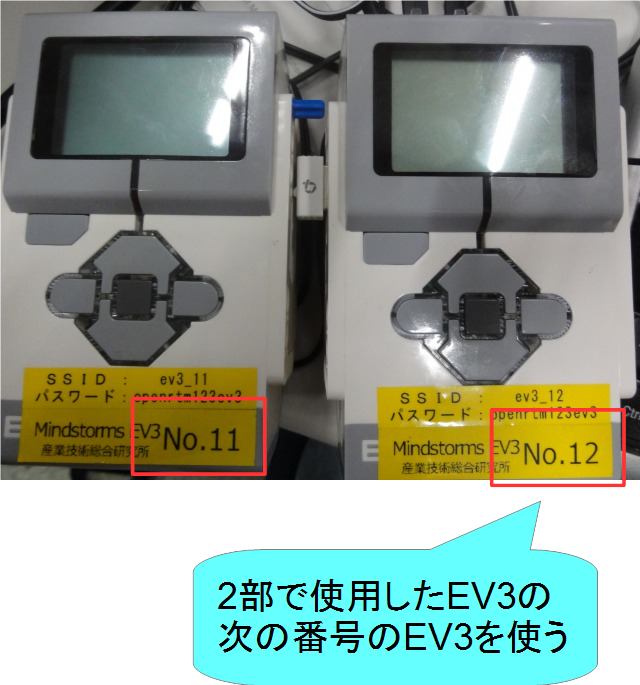 SSID : ev3_11
パスワード:openrtm123ev3
Mindstorms EV3 No.11
産業技術総合研究所
SSID : ev3_12
パスワード:openrtm123ev3
Mindstorms EV3 No.12
産業技術総合研究所
2部で使用したEV3の
次の番号のEV3を使う